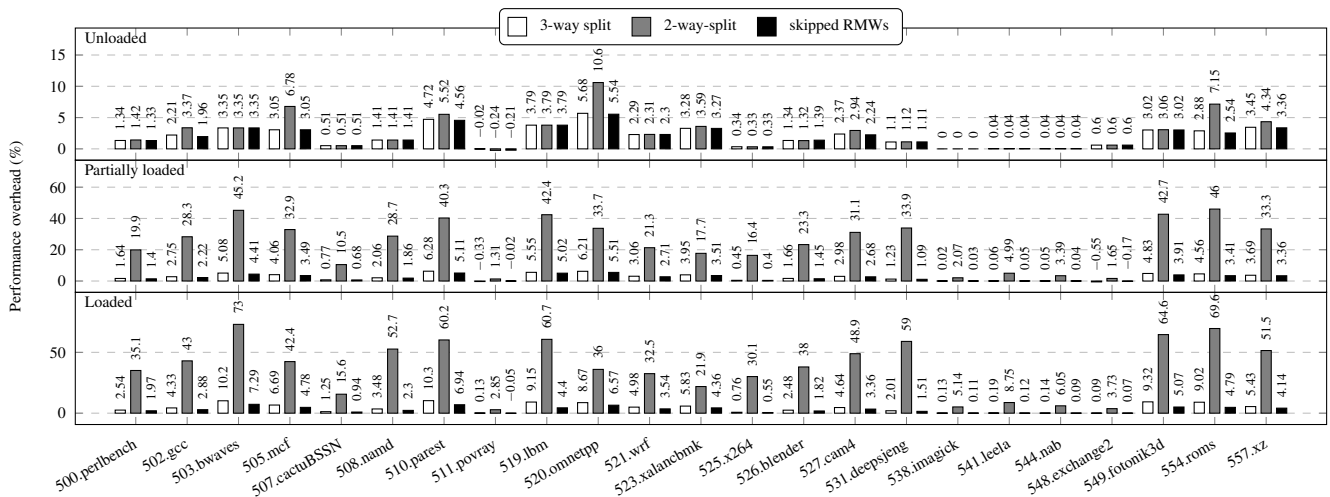 3-way split 2-way-split skipped RMWs
Performance overhead (%)
Unloaded
15
10
5
0
1.34 1.42 1.33 2.21 3.37 1.96 3.35 3.35 3.35 3.05 6.78 3.05 0.51 0.51 0.51 1.41 1.41 1.41 4.72 5.52 4.56 −0.02 −0.24 −0.21 3.79 3.79 3.79 5.68 10.6 5.54 2.29 2.31 2.3 3.28 3.59 3.27 0.34 0.33 0.33 1.34 1.32 1.39 2.37 2.94 2.24 1.1 1.12 1.11 0 0 0 0.04 0.04 0.04 0.04 0.04 0.04 0.6 0.6 0.6 3.02 3.06 3.02 2.88 7.15 2.54 3.45 4.34 3.36
Partially loaded
60
40
20
0
1.64 19.9 1.4 2.75 28.3 2.22 5.08 45.2 4.41 4.06 32.9 3.49 0.77 10.5 0.68 2.06 28.7 1.86 6.28 40.3 5.11 −0.33 1.31 −0.02 5.55 42.4 5.02 6.21 33.7 5.51 3.06 21.3 2.71 3.95 17.7 3.51 0.45 16.4 0.4 1.66 23.3 1.45 2.98 31.1 2.68 1.23 33.9 1.09 0.02 2.07 0.03 0.06 4.99 0.05 0.05 3.39 0.04 −0.55 1.65 −0.17 4.83 42.7 3.91 4.56 46 3.41 3.69 33.3 3.36
Loaded
50
0
2.54 35.1 1.97 4.33 43 2.88 10.2 73 7.29 6.69 42.4 4.78 1.25 15.6 0.94 3.48 52.7 2.3 10.3 60.2 6.94 0.13 2.85 −0.05 9.15 60.7 4.4 8.67 36 6.57 4.98 32.5 3.54 5.83 21.9 4.36 0.76 30.1 0.55 2.48 38 1.82 4.64 48.9 3.36 2.01 59 1.51 0.13 5.14 0.11 0.19 8.75 0.12 0.14 6.05 0.09 0.09 3.73 0.07 9.32 64.6 5.07 9.02 69.6 4.79 5.43 51.5 4.14
500.perlbench 502.gcc 503.bwaves 505.mcf 507.cactuBSSN 508.namd 510.parest 511.povray 519.lbm 520.omnetpp 521.wrf 523.xalancbmk 525.x264 526.blender 527.cam4 531.deepsjeng 538.imagick 541.leela 544.nab 548.exchange2 549.fotonik3d 554.roms 557.xz